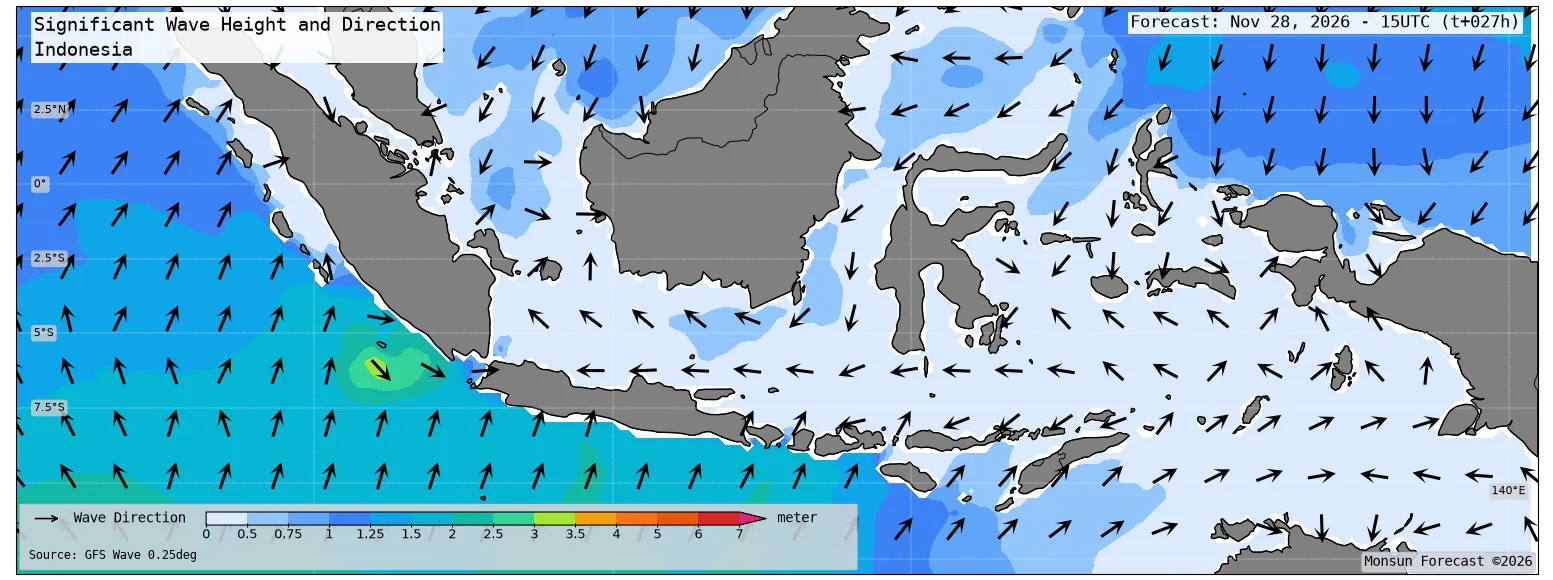 Significant Wave Height and Direction
Indonesia
Forecast: Nov 28, 2026 - 15UTC (t+027h)
2.5°N
0°
2.5°S
5°S
7.5°S
140°E
Wave Direction
meter
0 0.5 0.75 1 1.25 1.5 2 2.5 3 3.5 4 5 6 7
Source: GFS Wave 0.25deg
Monsun Forecast ©2026